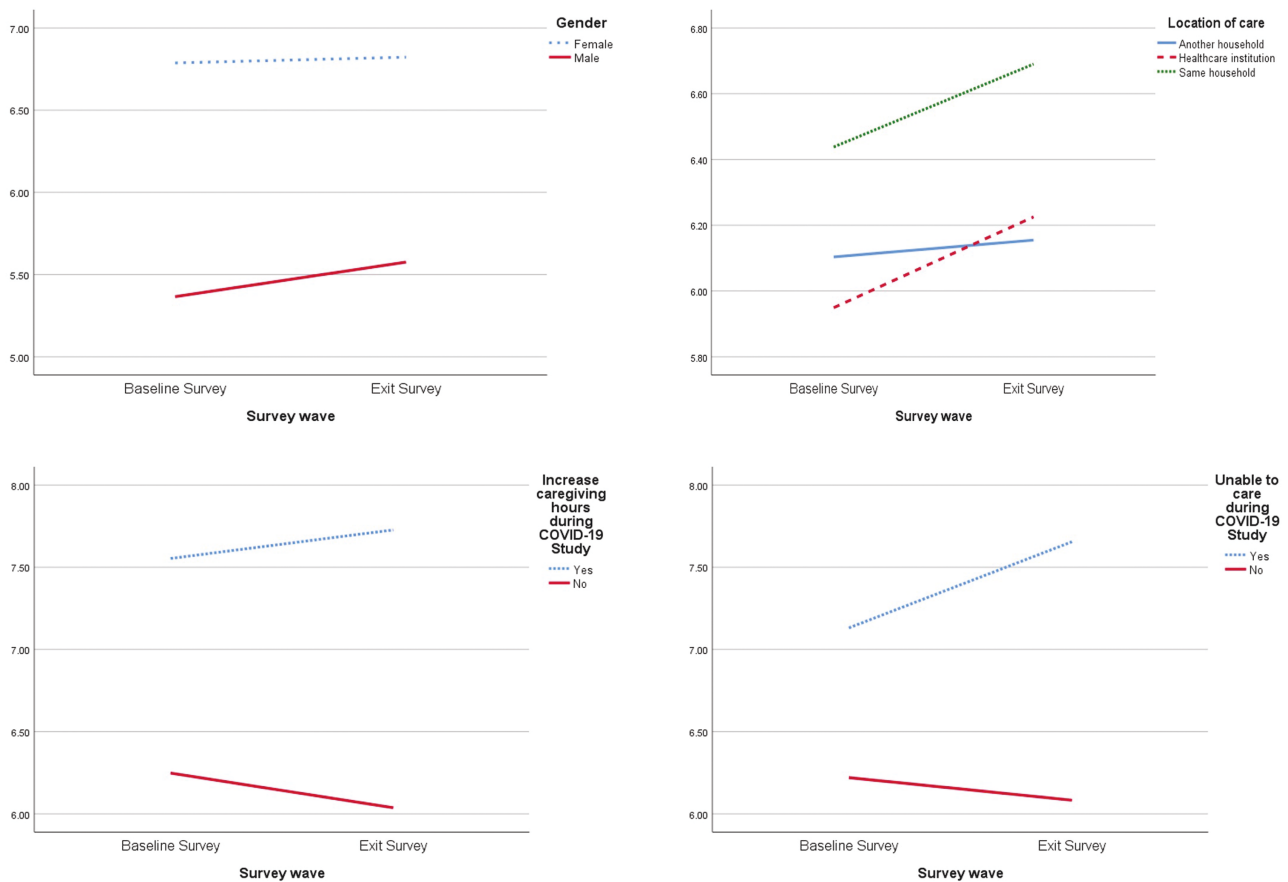 7.00
6.50
6.00
5.50
5.00
Baseline Survey
Exit Survey
Survey wave
Gender
Female
Male
6.80
6.60
6.40
6.20
6.00
5.80
Baseline Survey
Exit Survey
Survey wave
Location of care
Another household
Healthcare institution
Same household
8.00
7.50
7.00
6.50
6.00
Baseline Survey
Exit Survey
Survey wave
Increase
caregiving
hours
during
COVID-19
Study
Yes
No
8.00
7.50
7.00
6.50
6.00
Baseline Survey
Exit Survey
Survey wave
Unable to
care
during
COVID-19
Study
Yes
No